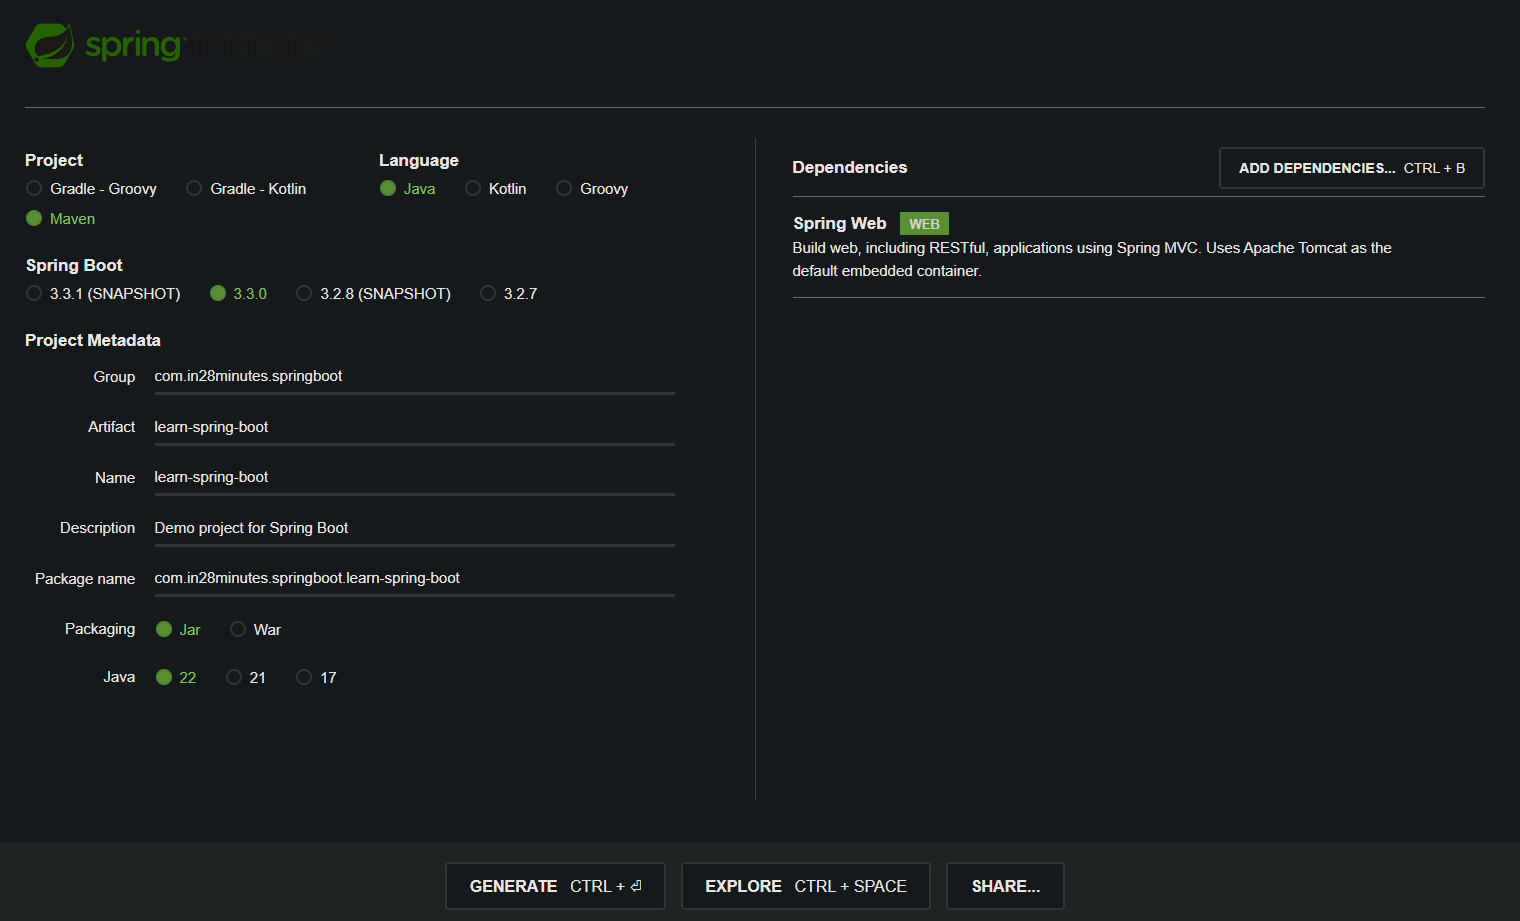 spring
Project
Gradle - Groovy
Gradle - Kotlin
Maven
Language
Java
Kotlin
Groovy
Spring Boot
3.3.1 (SNAPSHOT)
3.3.0
3.2.8 (SNAPSHOT)
3.2.7
Project Metadata
Group com.in28minutes.springboot
Artifact learn-spring-boot
Name learn-spring-boot
Description Demo project for Spring Boot
Package name com.in28minutes.springboot.learn-spring-boot
Packaging Jar War
Java 22 21 17
Dependencies
ADD DEPENDENCIES... CTRL + B
Spring Web WEB
Build web, including RESTful, applications using Spring MVC. Uses Apache Tomcat as the
default embedded container.
GENERATE CTRL + ⏎
EXPLORE CTRL + SPACE
SHARE...